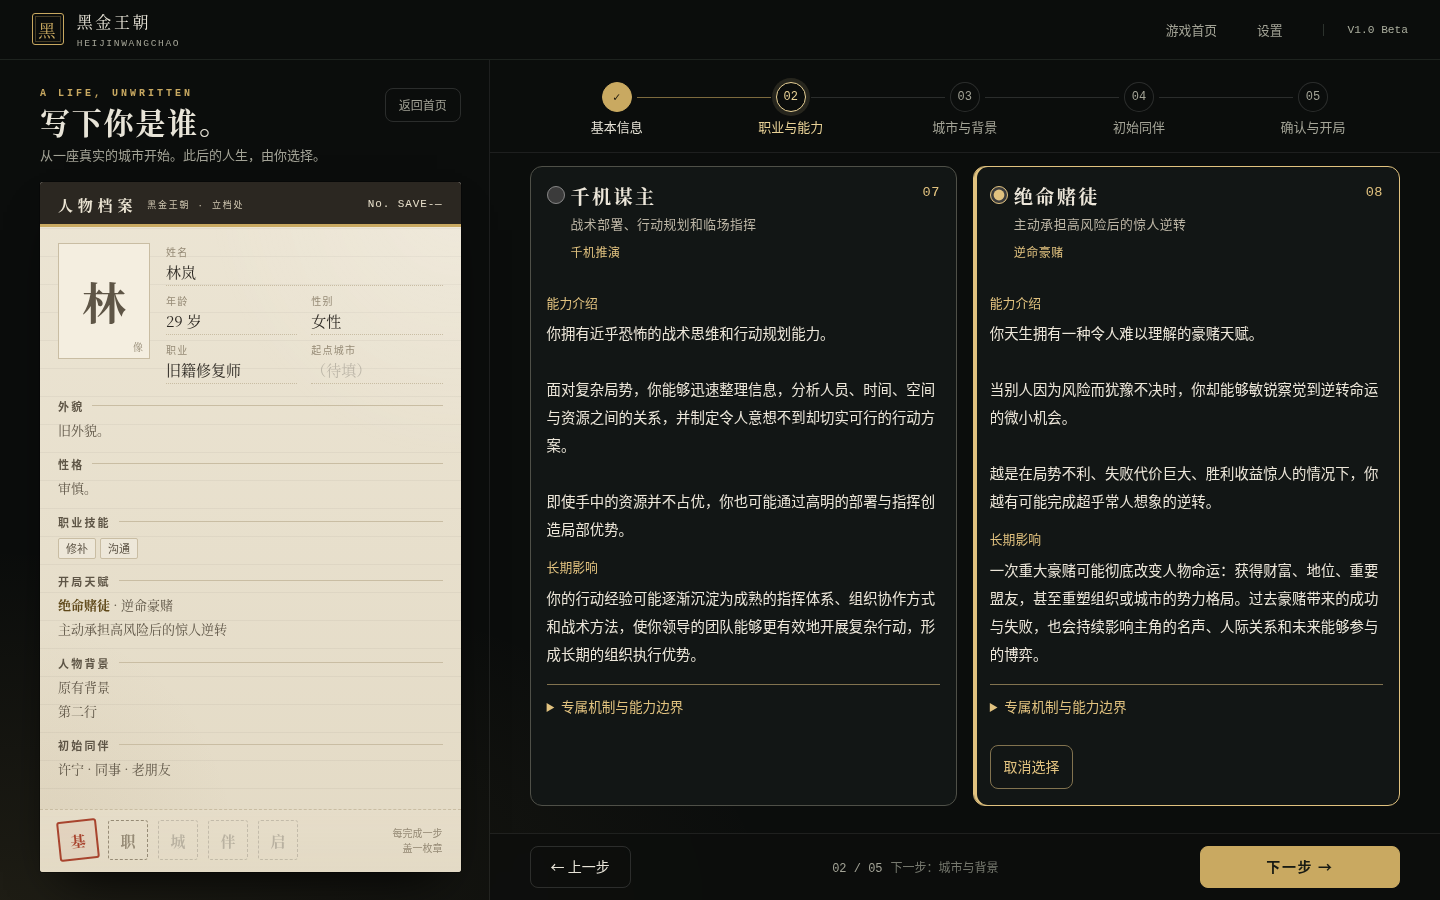 黑
黑金王朝
HEIJINWANGCHAO
游戏首页
设置
V1.0 Beta
A LIFE, UNWRITTEN
写下你是谁。
从一座真实的城市开始。此后的人生，由你选择。
返回首页
人物档案
黑金王朝 · 立档处
No. SAVE-—
林
像
姓名
林岚
年龄
性别
29 岁
女性
职业
起点城市
旧籍修复师
（待填）
外貌
旧外貌。
性格
审慎。
职业技能
修补
沟通
开局天赋
绝命赌徒 · 逆命豪赌
主动承担高风险后的惊人逆转
人物背景
原有背景
第二行
初始同伴
许宁 · 同事 · 老朋友
基
职
城
伴
启
每完成一步
盖一枚章
✓
02
03
04
05
基本信息
职业与能力
城市与背景
初始同伴
确认与开局
千机谋主
07
战术部署、行动规划和临场指挥
千机推演
能力介绍
你拥有近乎恐怖的战术思维和行动规划能力。
面对复杂局势，你能够迅速整理信息，分析人员、时间、空间
与资源之间的关系，并制定令人意想不到却切实可行的行动方
案。
即使手中的资源并不占优，你也可能通过高明的部署与指挥创
造局部优势。
长期影响
你的行动经验可能逐渐沉淀为成熟的指挥体系、组织协作方式
和战术方法，使你领导的团队能够更有效地开展复杂行动，形
成长期的组织执行优势。
▶ 专属机制与能力边界
绝命赌徒
08
主动承担高风险后的惊人逆转
逆命豪赌
能力介绍
你天生拥有一种令人难以理解的豪赌天赋。
当别人因为风险而犹豫不决时，你却能够敏锐察觉到逆转命运
的微小机会。
越是在局势不利、失败代价巨大、胜利收益惊人的情况下，你
越有可能完成超乎常人想象的逆转。
长期影响
一次重大豪赌可能彻底改变人物命运：获得财富、地位、重要
盟友，甚至重塑组织或城市的势力格局。过去豪赌带来的成功
与失败，也会持续影响主角的名声、人际关系和未来能够参与
的博弈。
▶ 专属机制与能力边界
取消选择
← 上一步
02 / 05 下一步：城市与背景
下一步 →